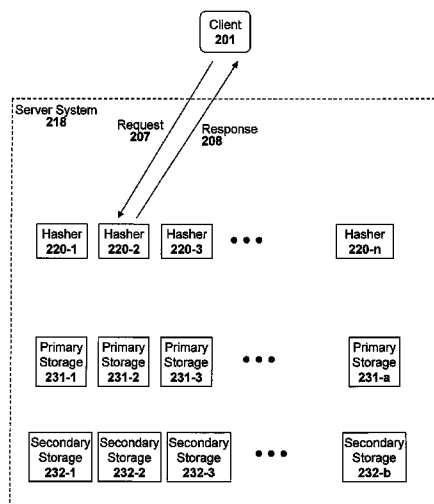 Client
201
Server System
218
Request
207
Response
208
Hasher
220-1
Hasher
220-2
Hasher
220-3
Hasher
220-n
Primary
Storage
231-1
Primary
Storage
231-2
Primary
Storage
231-3
Primary
Storage
231-a
Secondary
Storage
232-1
Secondary
Storage
232-2
Secondary
Storage
232-3
Secondary
Storage
232-b